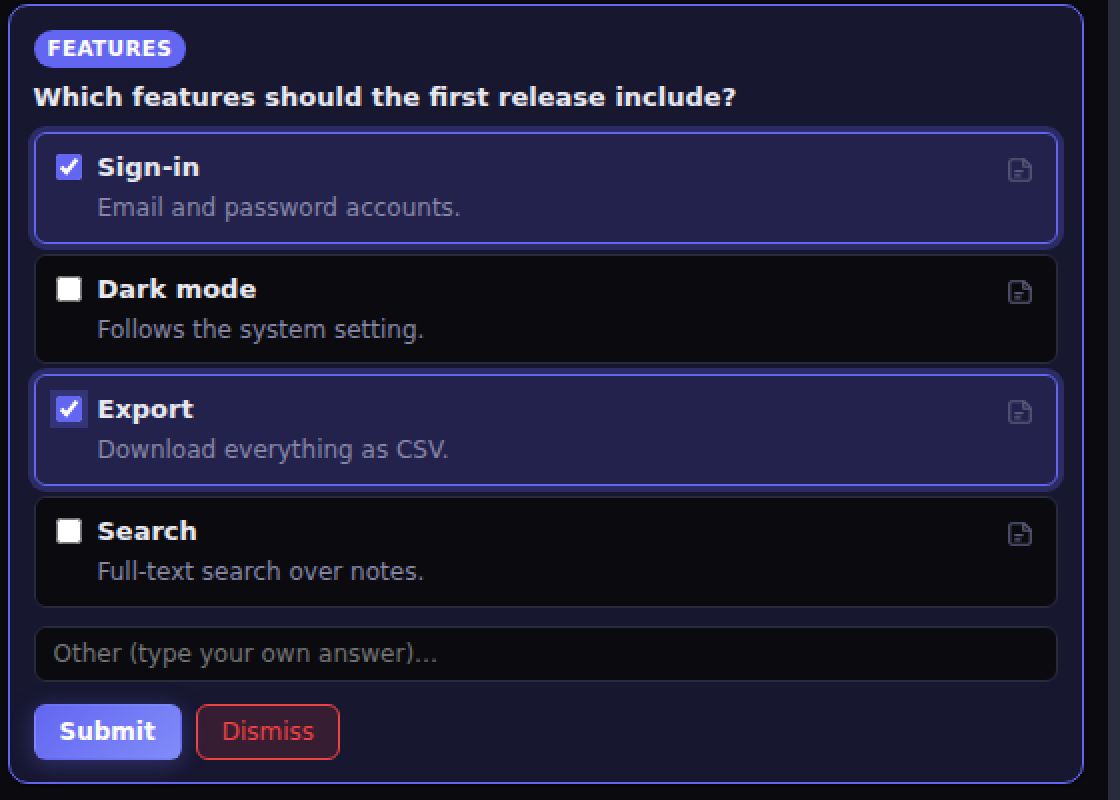 FEATURES
Which features should the first release include?
Sign-in
Email and password accounts.
Dark mode
Follows the system setting.
Export
Download everything as CSV.
Search
Full-text search over notes.
Other (type your own answer)...
Submit
Dismiss